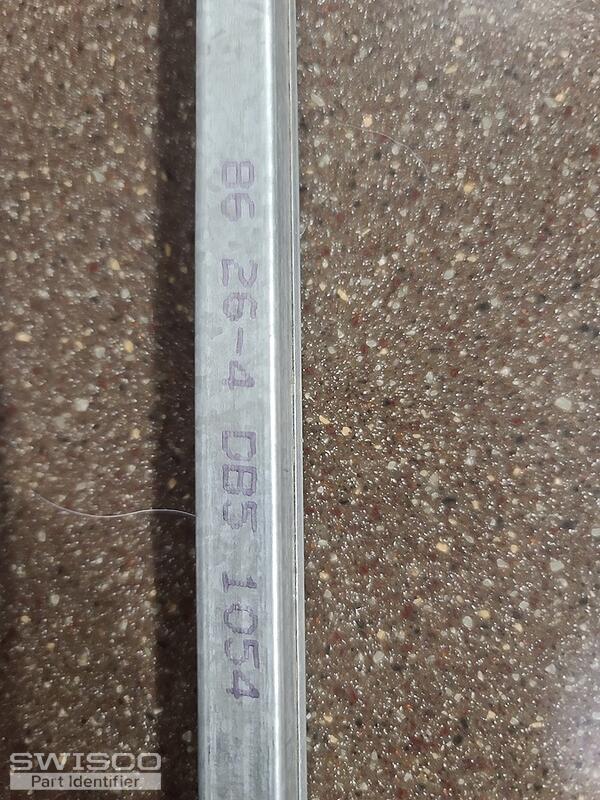 86 26-4 DBS 1054
SWISCO
Part Identifier